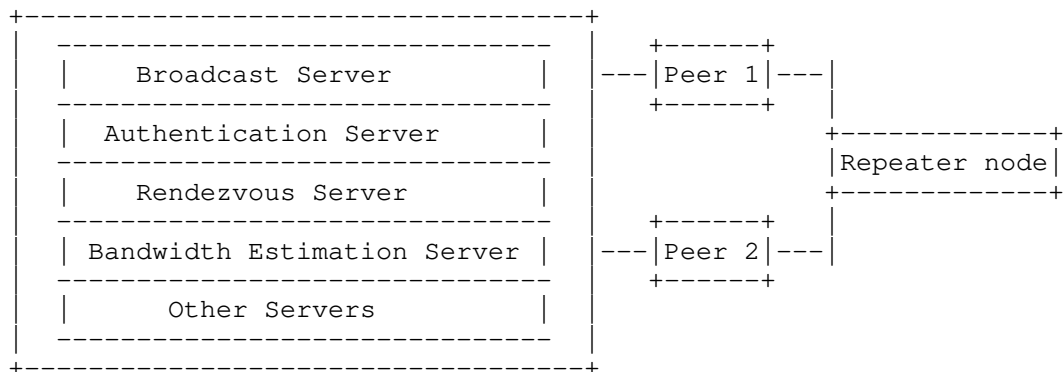 Broadcast Server
Peer 1
Authentication Server
Repeater node
Rendezvous Server
Bandwidth Estimation Server
Peer 2
Other Servers